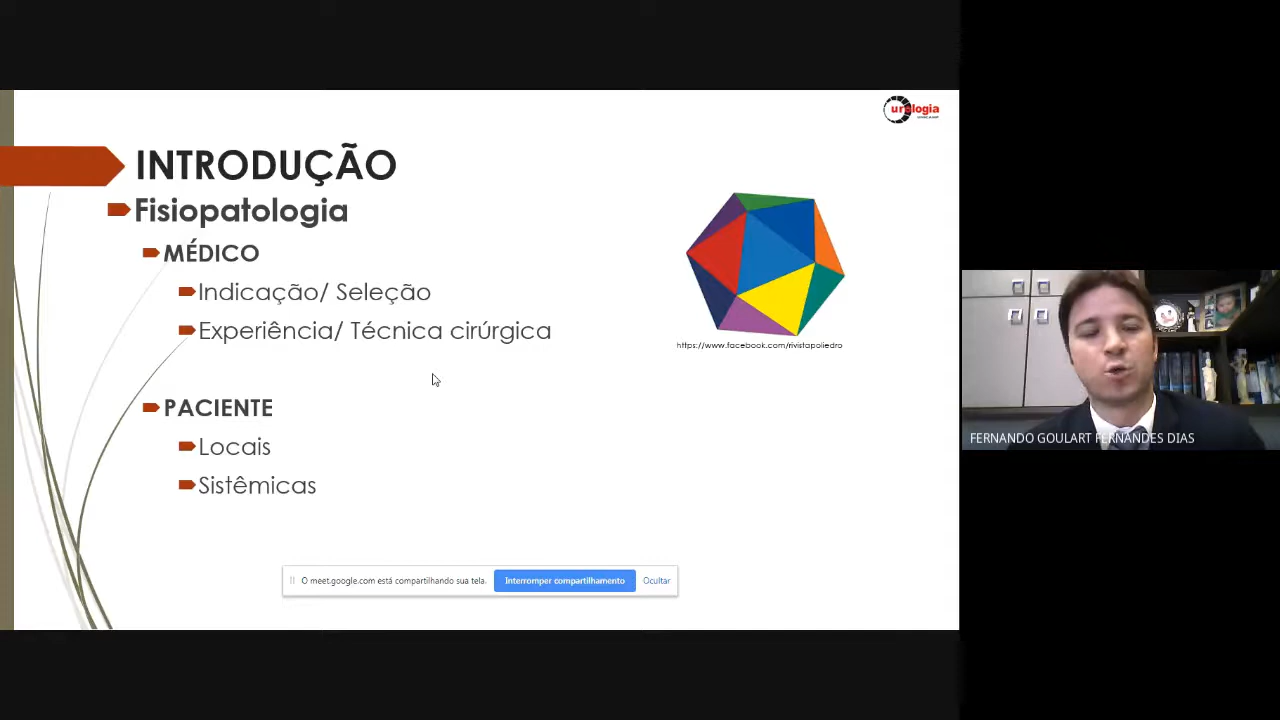 urologia
INTRODUÇÃO
Fisiopatologia
MÉDICO
Indicação/ Seleção
Experiência/ Técnica cirúrgica
https://www.facebook.com/rivistapoliedro
PACIENTE
Locais
Sistêmicas
FERNANDO GOULART FERNANDES DIAS
O meet.google.com está compartilhando sua tela.
Interromper compartilhamento
Ocultar